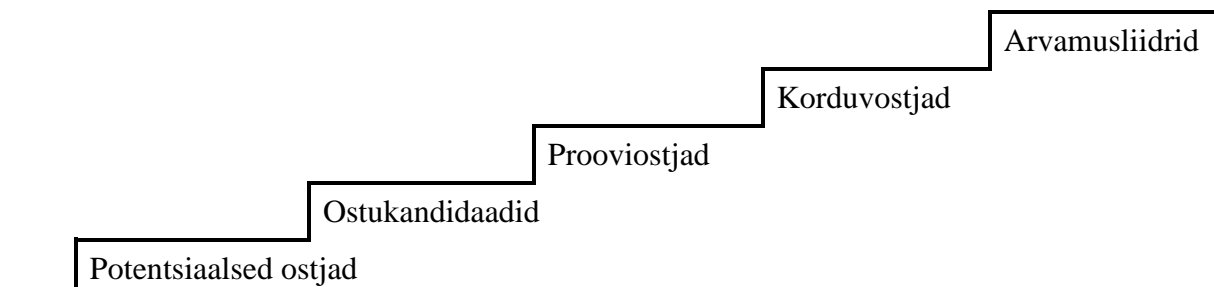 Arvamusliidrid
Korduvostjad
Prooviostjad
Ostukandidaadid
Potentsiaalsed ostjad